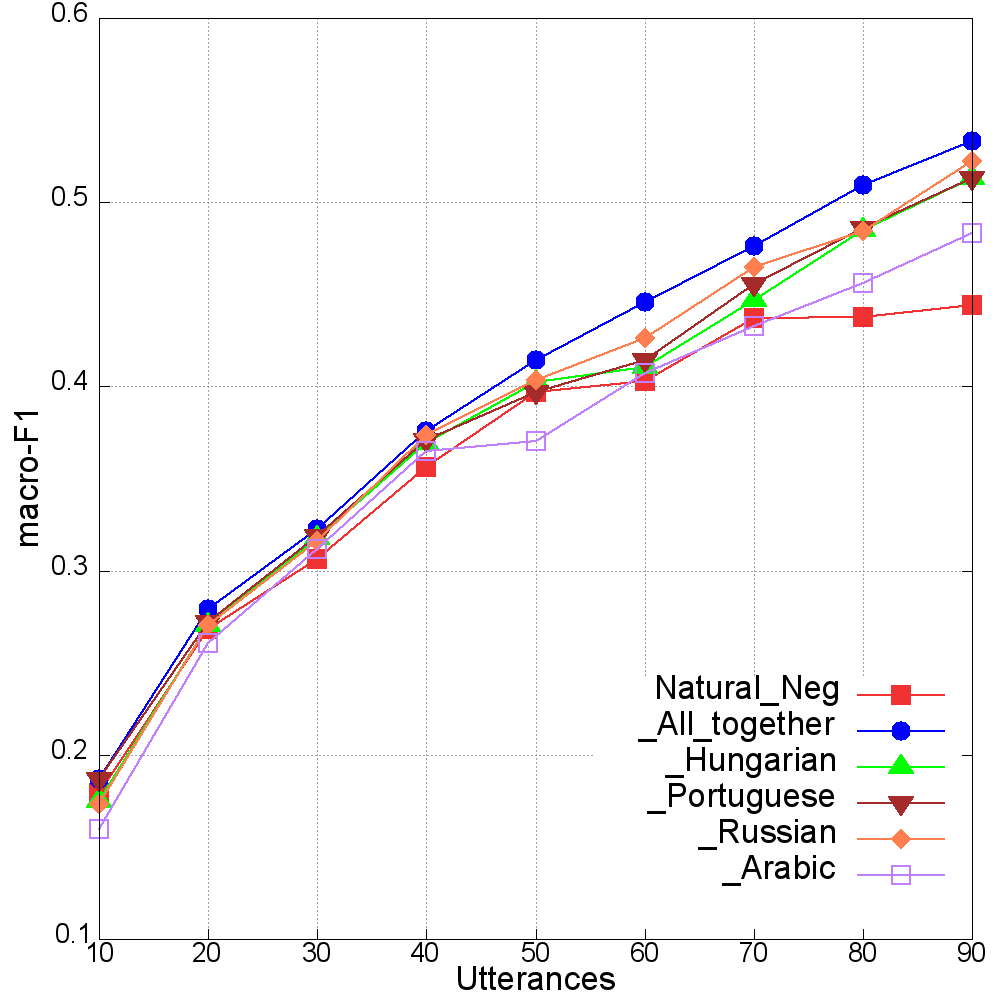 0.6
0.5
0.4
0.3
0.2
0.1
macro-F1
Natural_Neg
_All_together
_Hungarian
_Portuguese
_Russian
_Arabic
10 20 30 40 50 60 70 80 90
Utterances